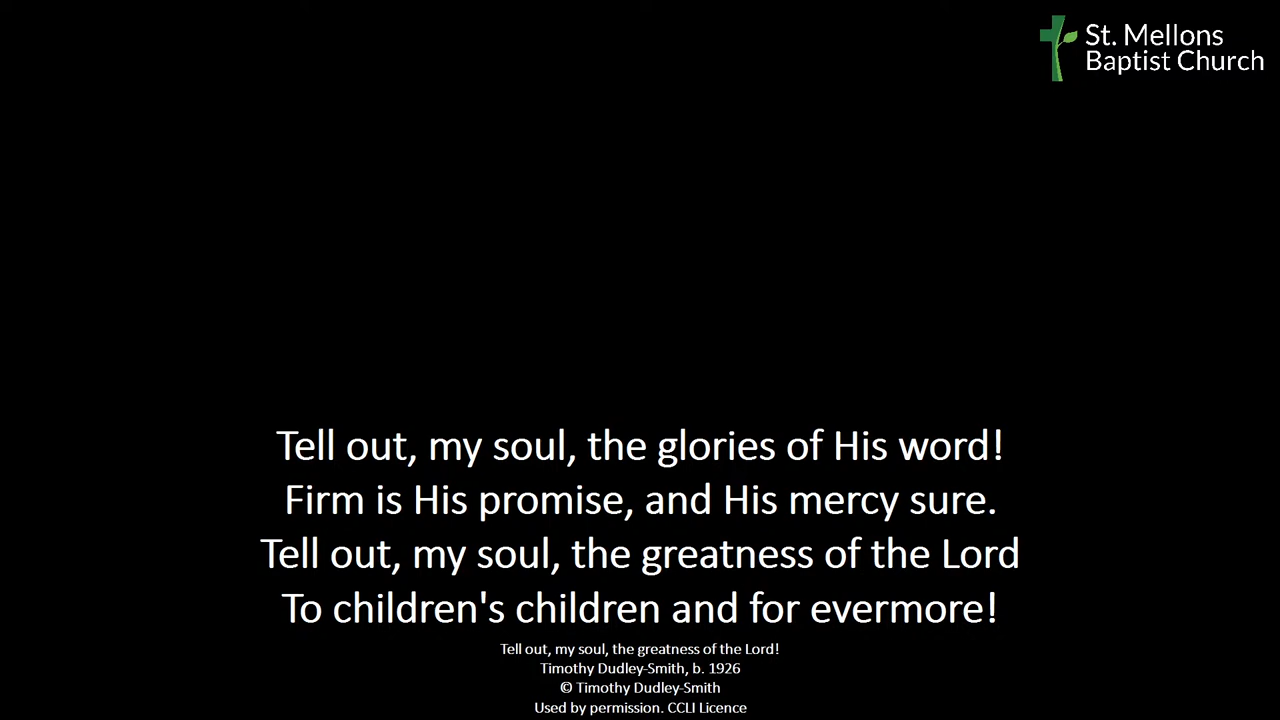 St. Mellons
Baptist Church
Tell out, my soul, the glories of His word!
Firm is His promise, and His mercy sure.
Tell out, my soul, the greatness of the Lord
To children's children and for evermore!
Tell out, my soul, the greatness of the Lord!
Timothy Dudley-Smith, b. 1926
© Timothy Dudley-Smith
Used by permission. CCLI Licence